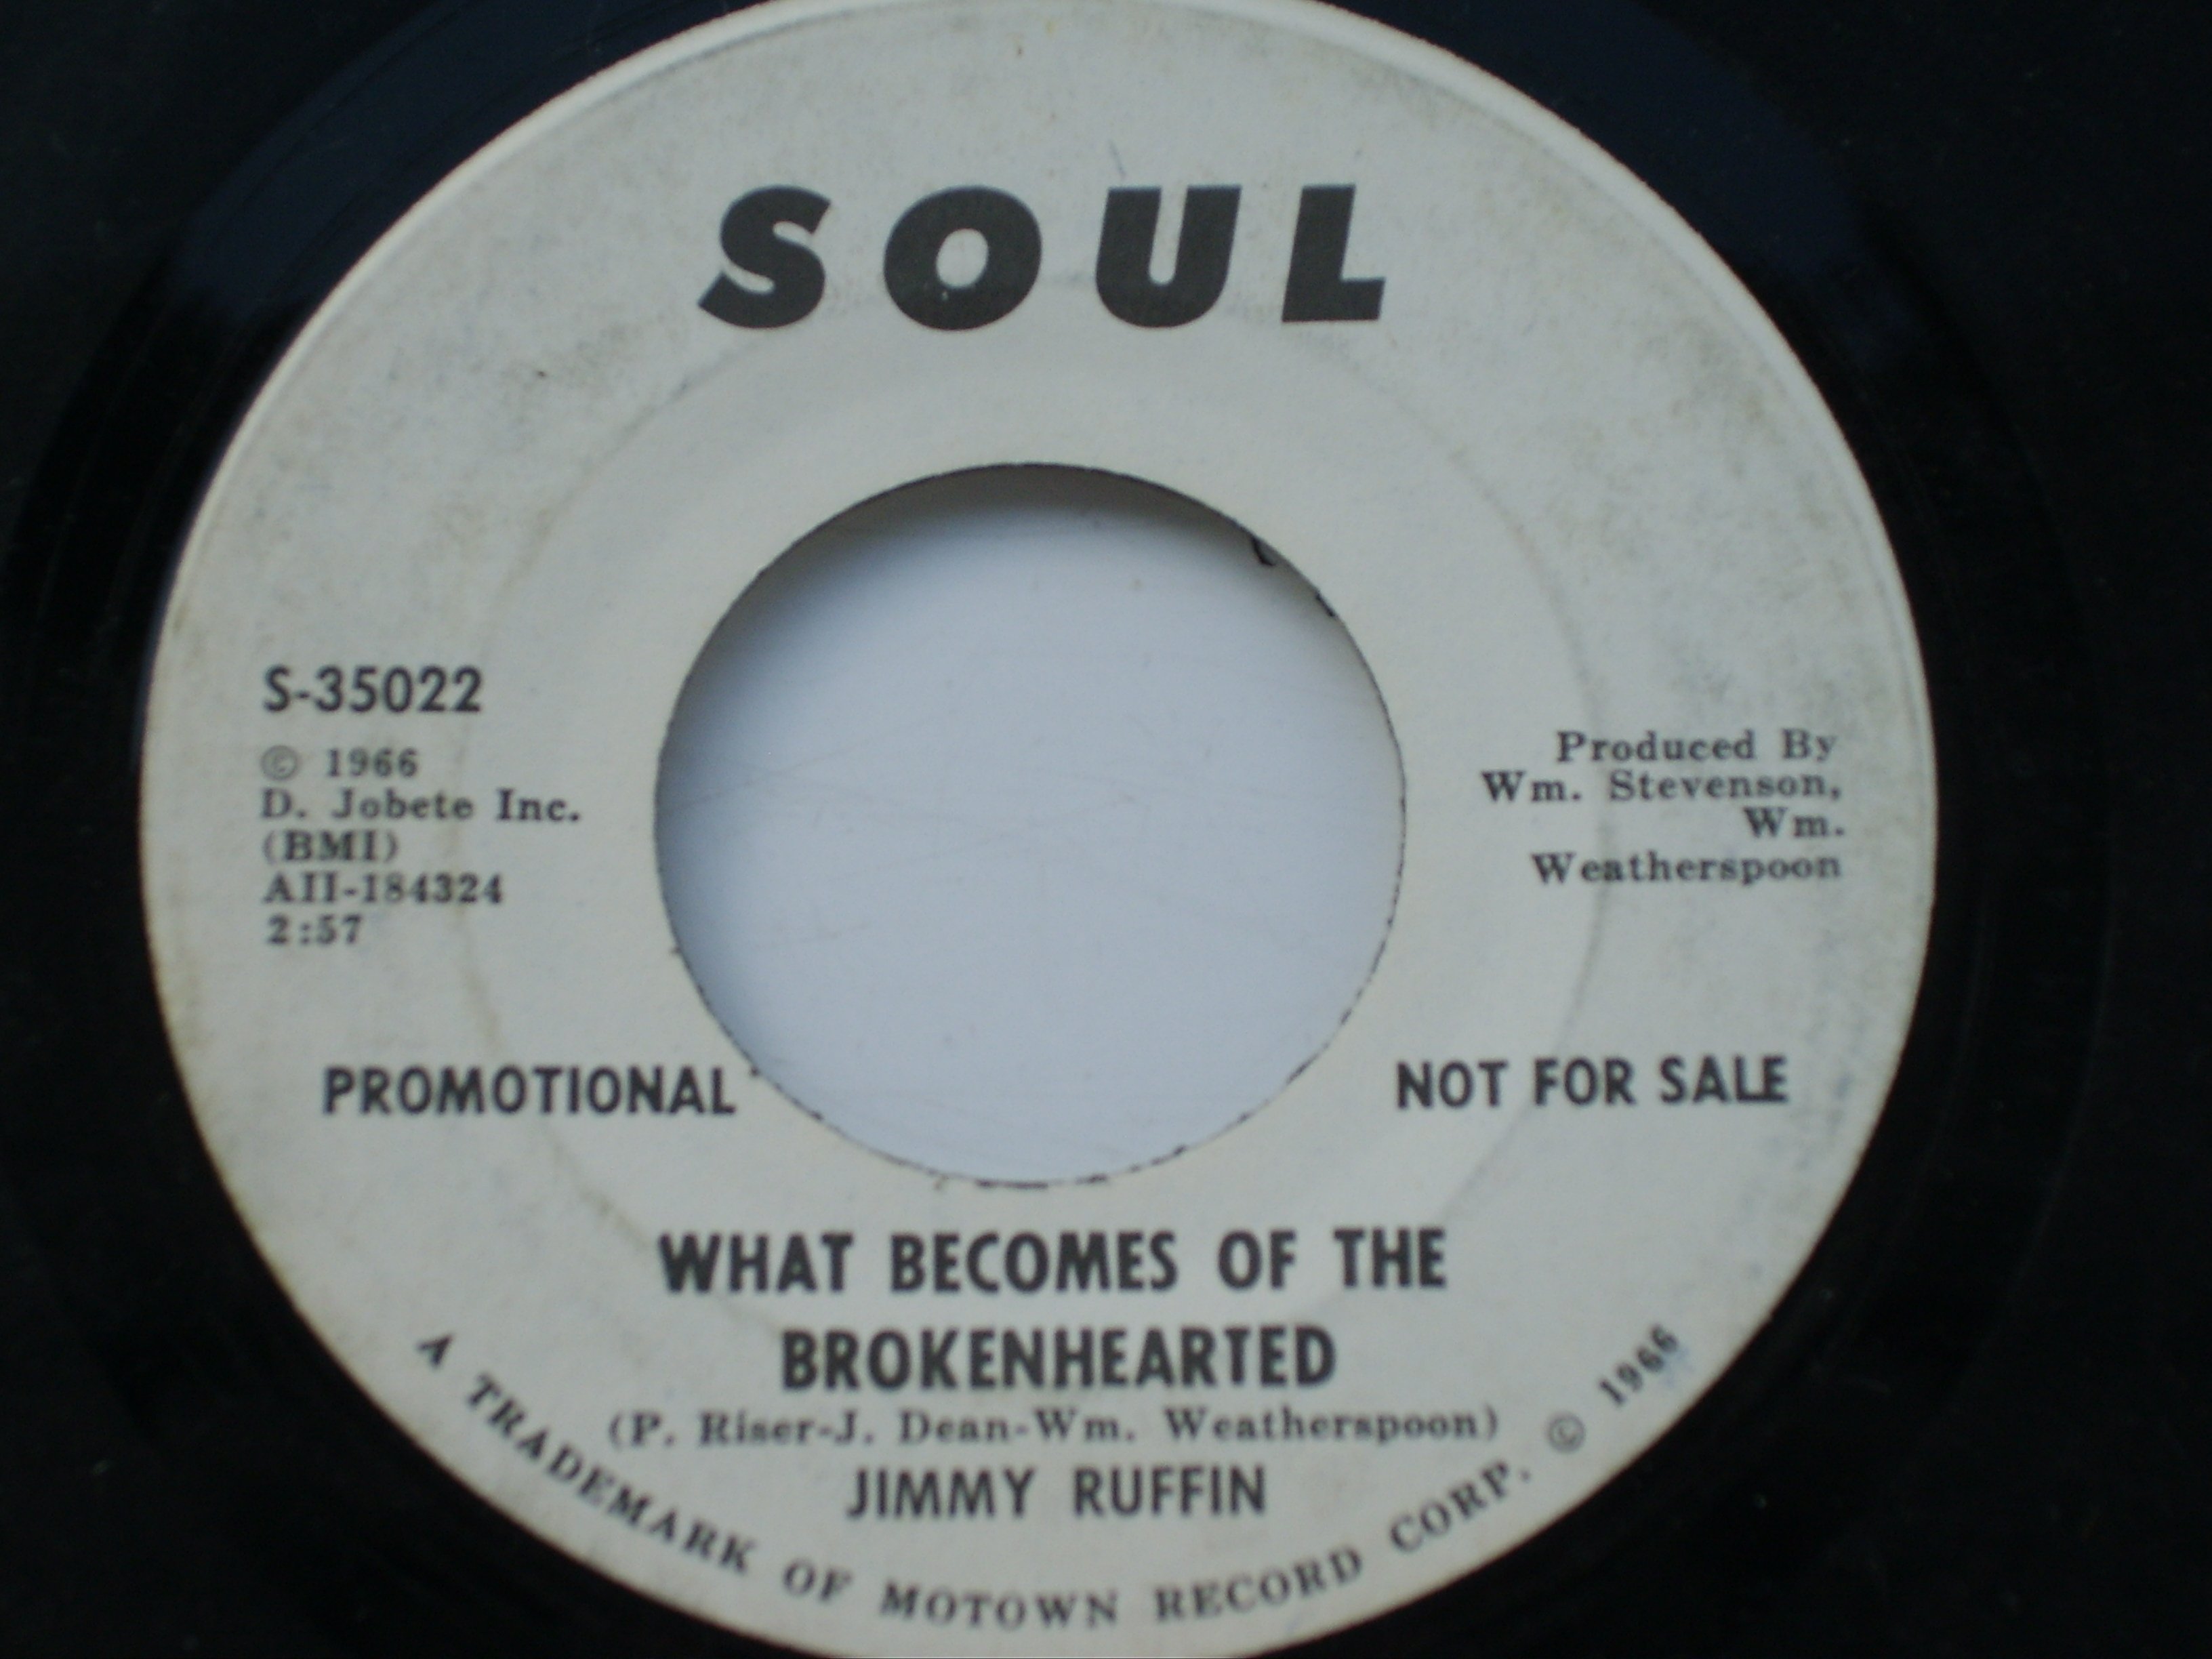 SOUL
S-35022
© 1966
D. Jobete Inc.
(BMI)
AII-184324
2:57
Produced By
Wm. Stevenson,
Wm.
Weatherspoon
PROMOTIONAL
NOT FOR SALE
WHAT BECOMES OF THE
BROKENHEARTED
(P. Riser-J. Dean-Wm. Weatherspoon)
JIMMY RUFFIN
A TRADEMARK OF MOTOWN RECORD CORP. © 1966